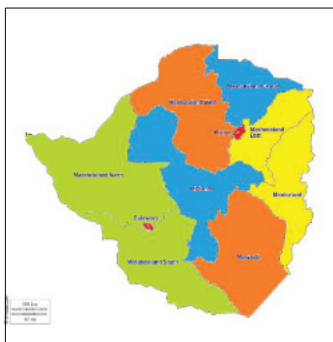 Mashonaland Central
Mashonaland West
Harare
Mashonaland
East
Matabeleland North
Midlands
Manicaland
Bulawayo
Masvingo
Matabeleland South